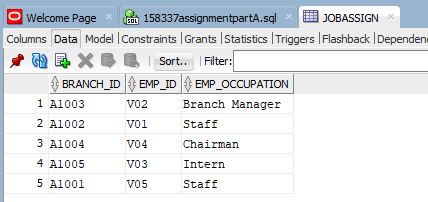 Welcome Page 158337assignmentpartA.sql JOBASSIGN
Columns Data Model Constraints Grants Statistics Triggers Flashback Dependenc
Sort.. Filter:
BRANCH_ID EMP_ID EMP_OCCUPATION
1 A1003 V02 Branch Manager
2 A1002 V01 Staff
3 A1004 V04 Chairman
4 A1005 V03 Intern
5 A1001 V05 Staff